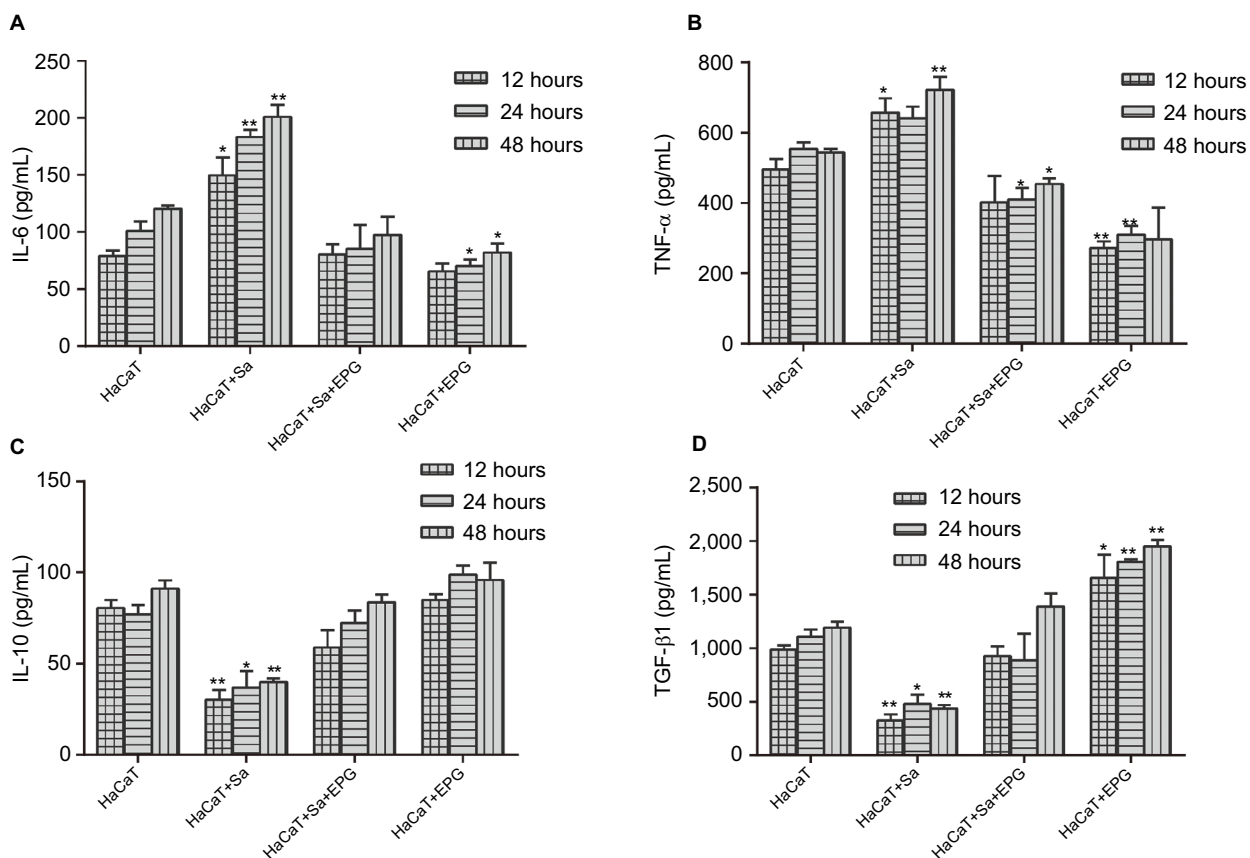 A
IL-6 (pg/mL)
250
200
150
100
50
0
12 hours
24 hours
48 hours
*
**
**
*
*
HaCaT
HaCaT+Sa
HaCaT+Sa+EPG
HaCaT+EPG
B
TNF-α (pg/mL)
800
600
400
200
0
12 hours
24 hours
48 hours
*
**
*
*
**
**
HaCaT
HaCaT+Sa
HaCaT+Sa+EPG
HaCaT+EPG
C
IL-10 (pg/mL)
150
100
50
0
12 hours
24 hours
48 hours
**
*
**
HaCaT
HaCaT+Sa
HaCaT+Sa+EPG
HaCaT+EPG
D
TGF-β1 (pg/mL)
2,500
2,000
1,500
1,000
500
0
12 hours
24 hours
48 hours
**
*
**
*
**
**
HaCaT
HaCaT+Sa
HaCaT+Sa+EPG
HaCaT+EPG